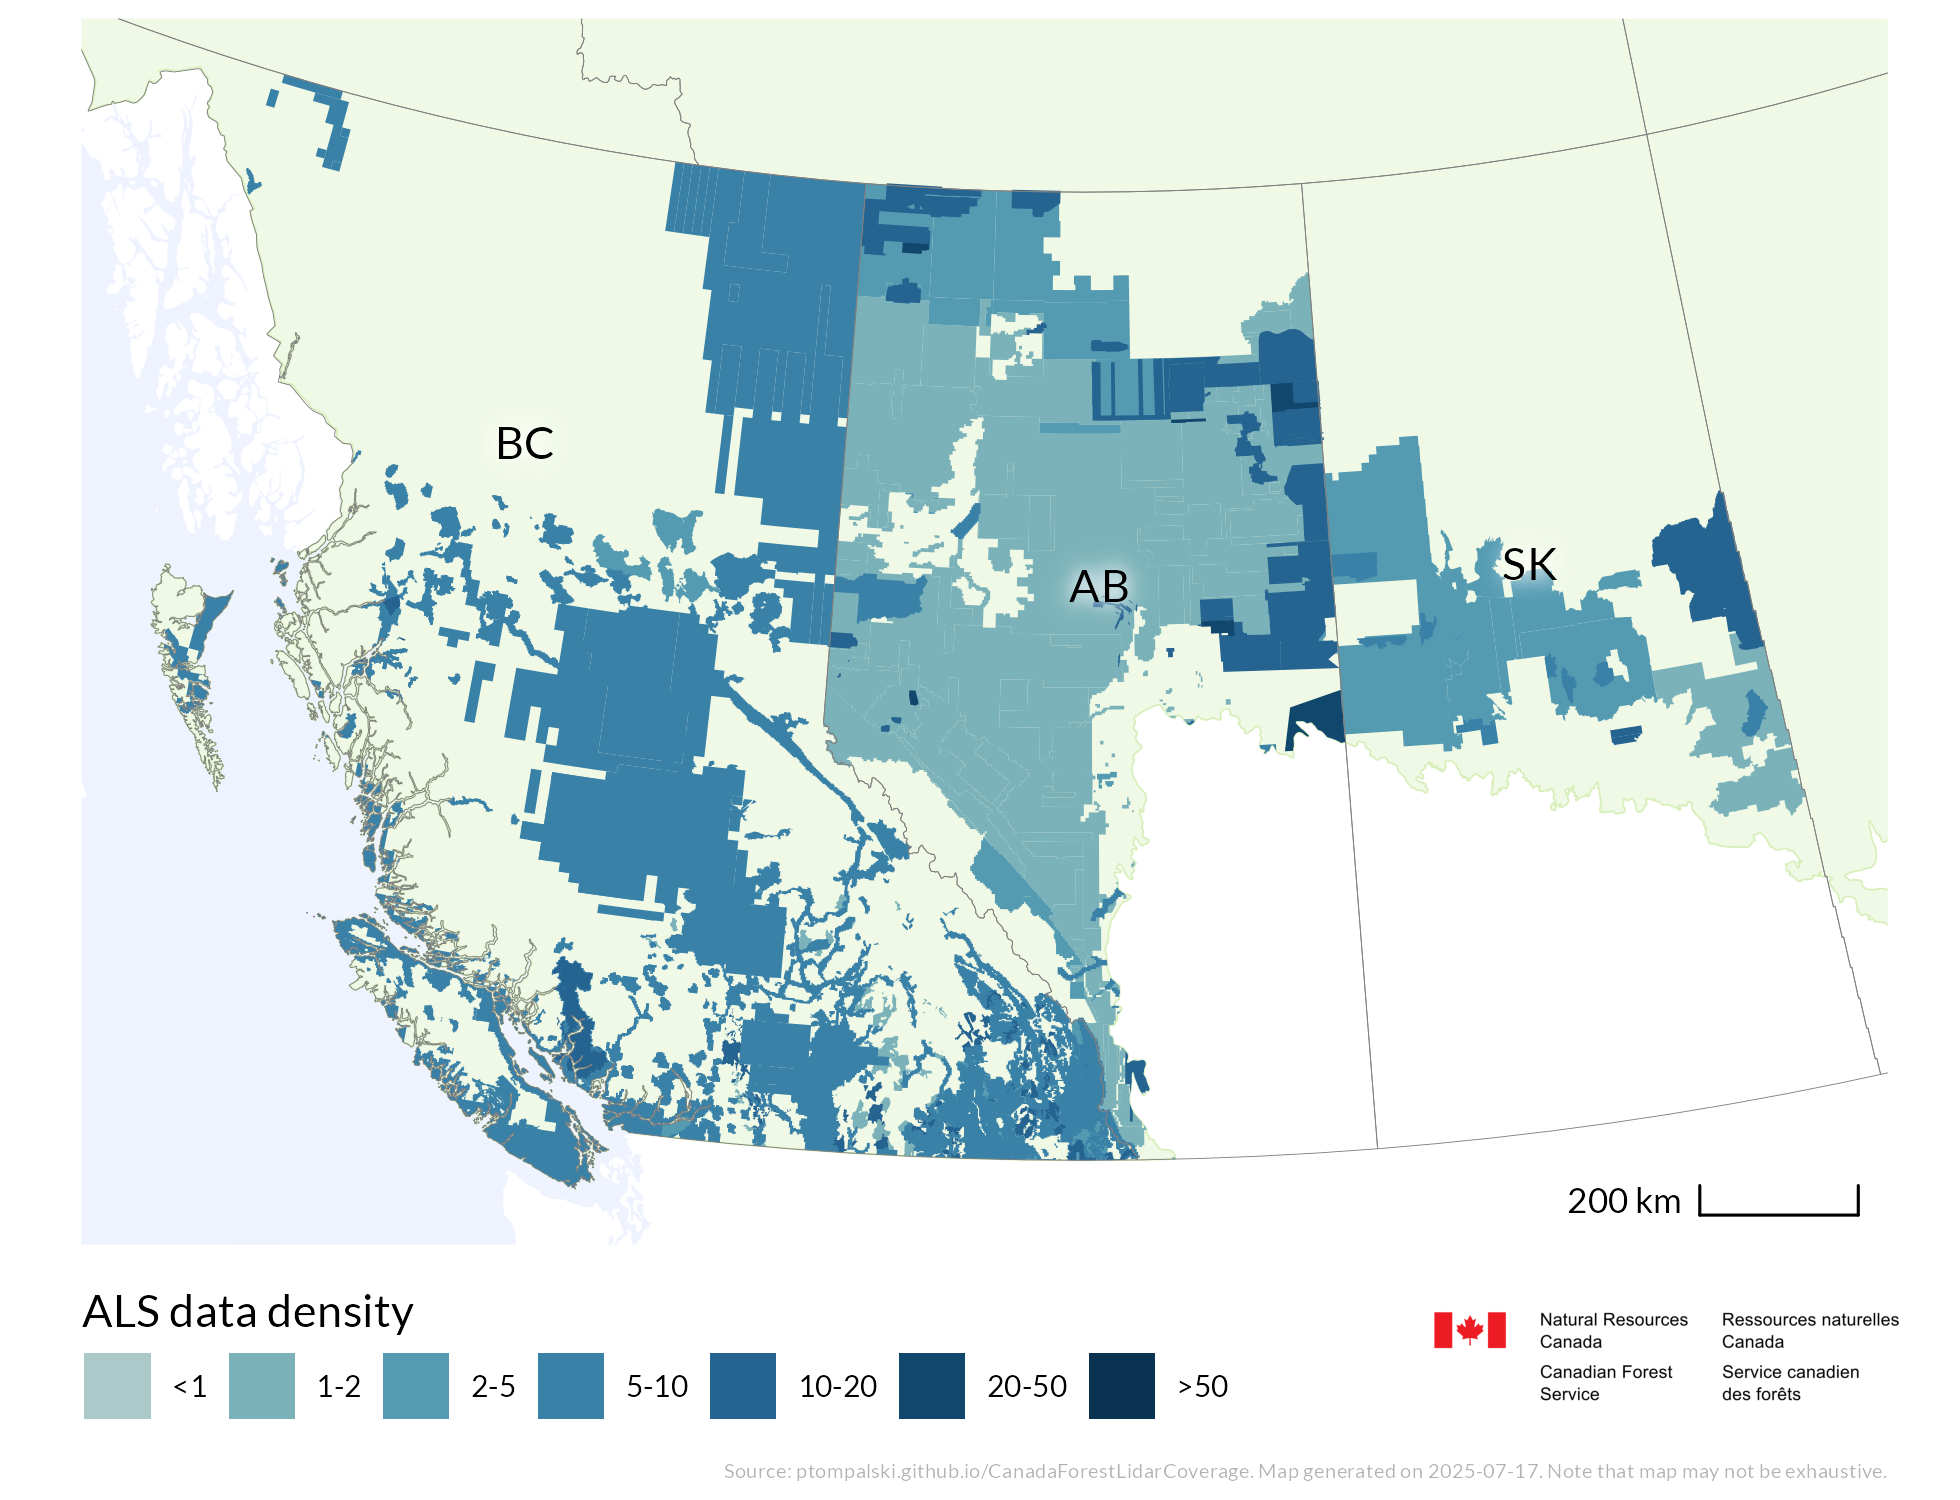 BC
AB
SK
200 km
ALS data density
<1
1-2
2-5
5-10
10-20
20-50
>50
Natural Resources
Canada
Canadian Forest
Service
Ressources naturelles
Canada
Service canadien
des forêts
Source: ptompalski.github.io/CanadaForestLidarCoverage. Map generated on 2025-07-17. Note that map may not be exhaustive.